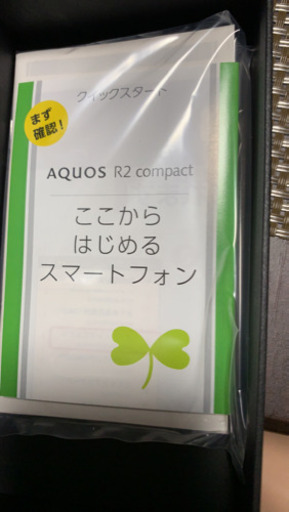 クイックスタート
まず
確認!
AQUOS R2 compact
ここから
はじめる
スマートフォン